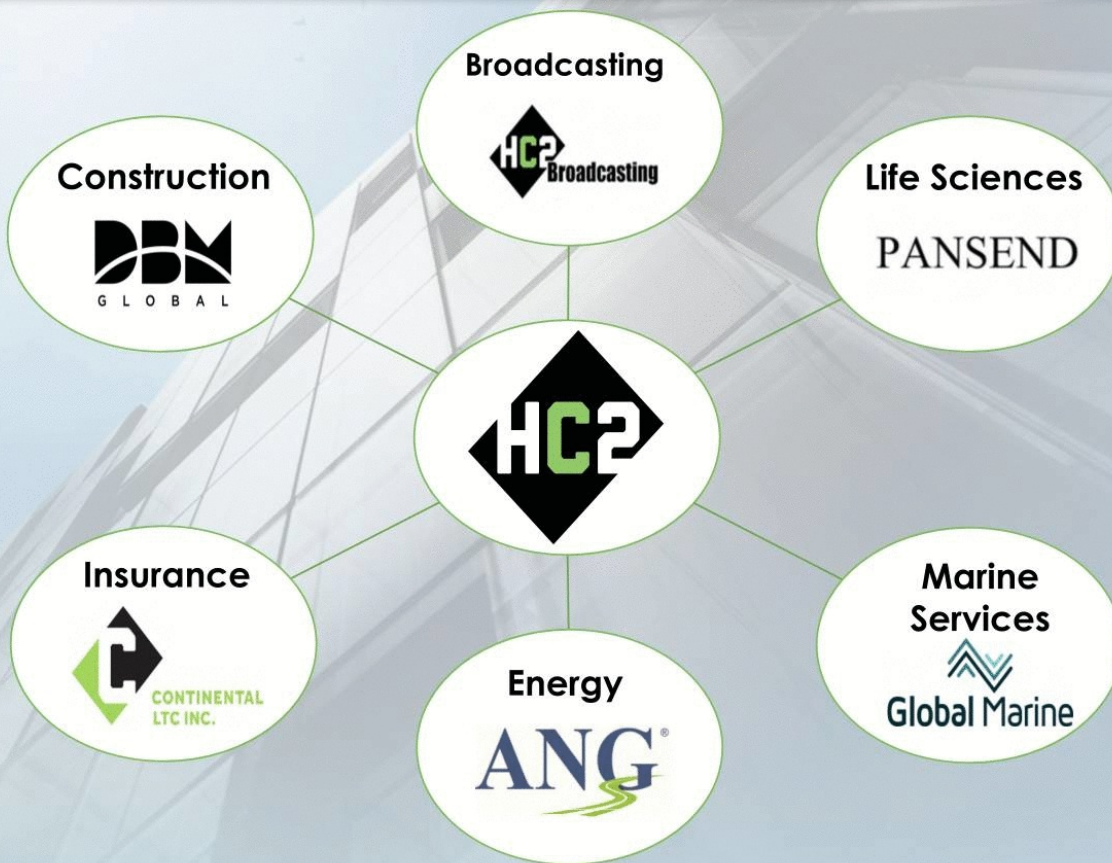 Broadcasting
HC2
Broadcasting
Construction
DBM
GLOBAL
Life Sciences
PANSEND
HC2
Insurance
C
CONTINENTAL
LTC INC.
Energy
ANG®
Marine
Services
Global Marine